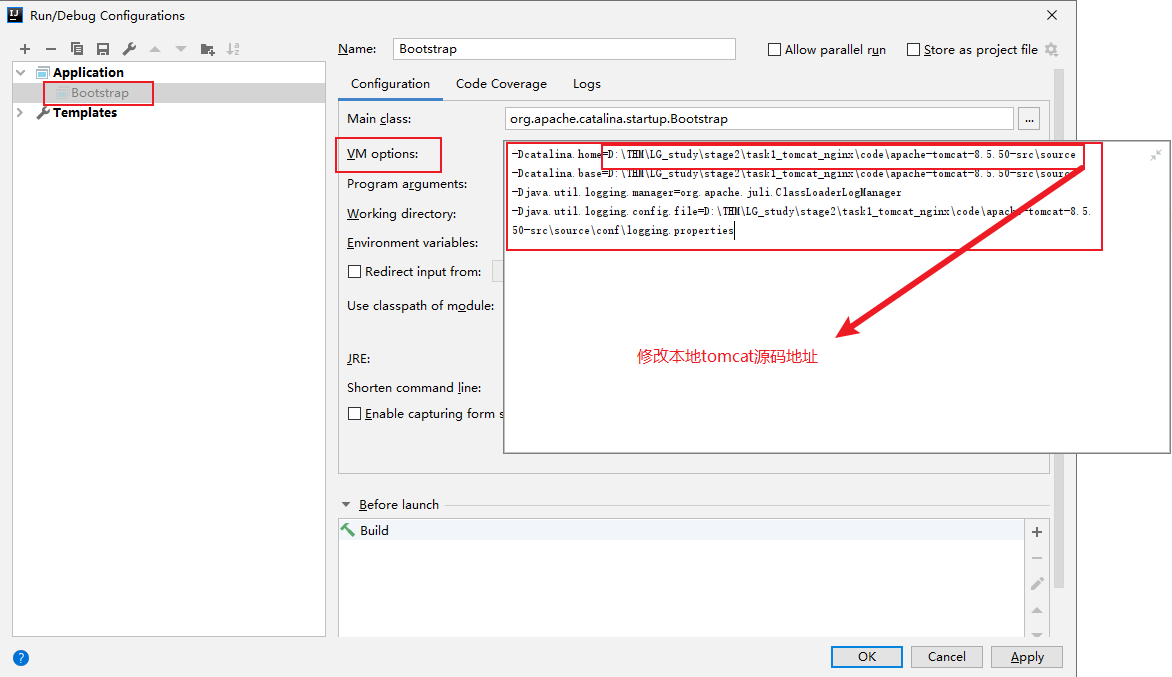 Run/Debug Configurations
Name: Bootstrap Allow parallel run Store as project file
Application
Bootstrap
Templates
Configuration Code Coverage Logs
Main class: org.apache.catalina.startup.Bootstrap ...
VM options:
-Dcatalina.home=D:\THM\LG_study\stage2\task1_tomcat_nginx\code\apache-tomcat-8.5.50-src\source
-Dcatalina.base=D:\THM\LG_study\stage2\task1_tomcat_nginx\code\apache-tomcat-8.5.50-src\source
-Djava.util.logging.manager=org.apache.juli.ClassLoaderLogManager
-Djava.util.logging.config.file=D:\THM\LG_study\stage2\task1_tomcat_nginx\code\apache-tomcat-8.5.
50-src\source\conf\logging.properties
Program arguments:
Working directory:
Environment variables:
Redirect input from:
Use classpath of module:
修改本地tomcat源码地址
JRE:
Shorten command line:
Enable capturing form s
Before launch
Build
?
OK Cancel Apply